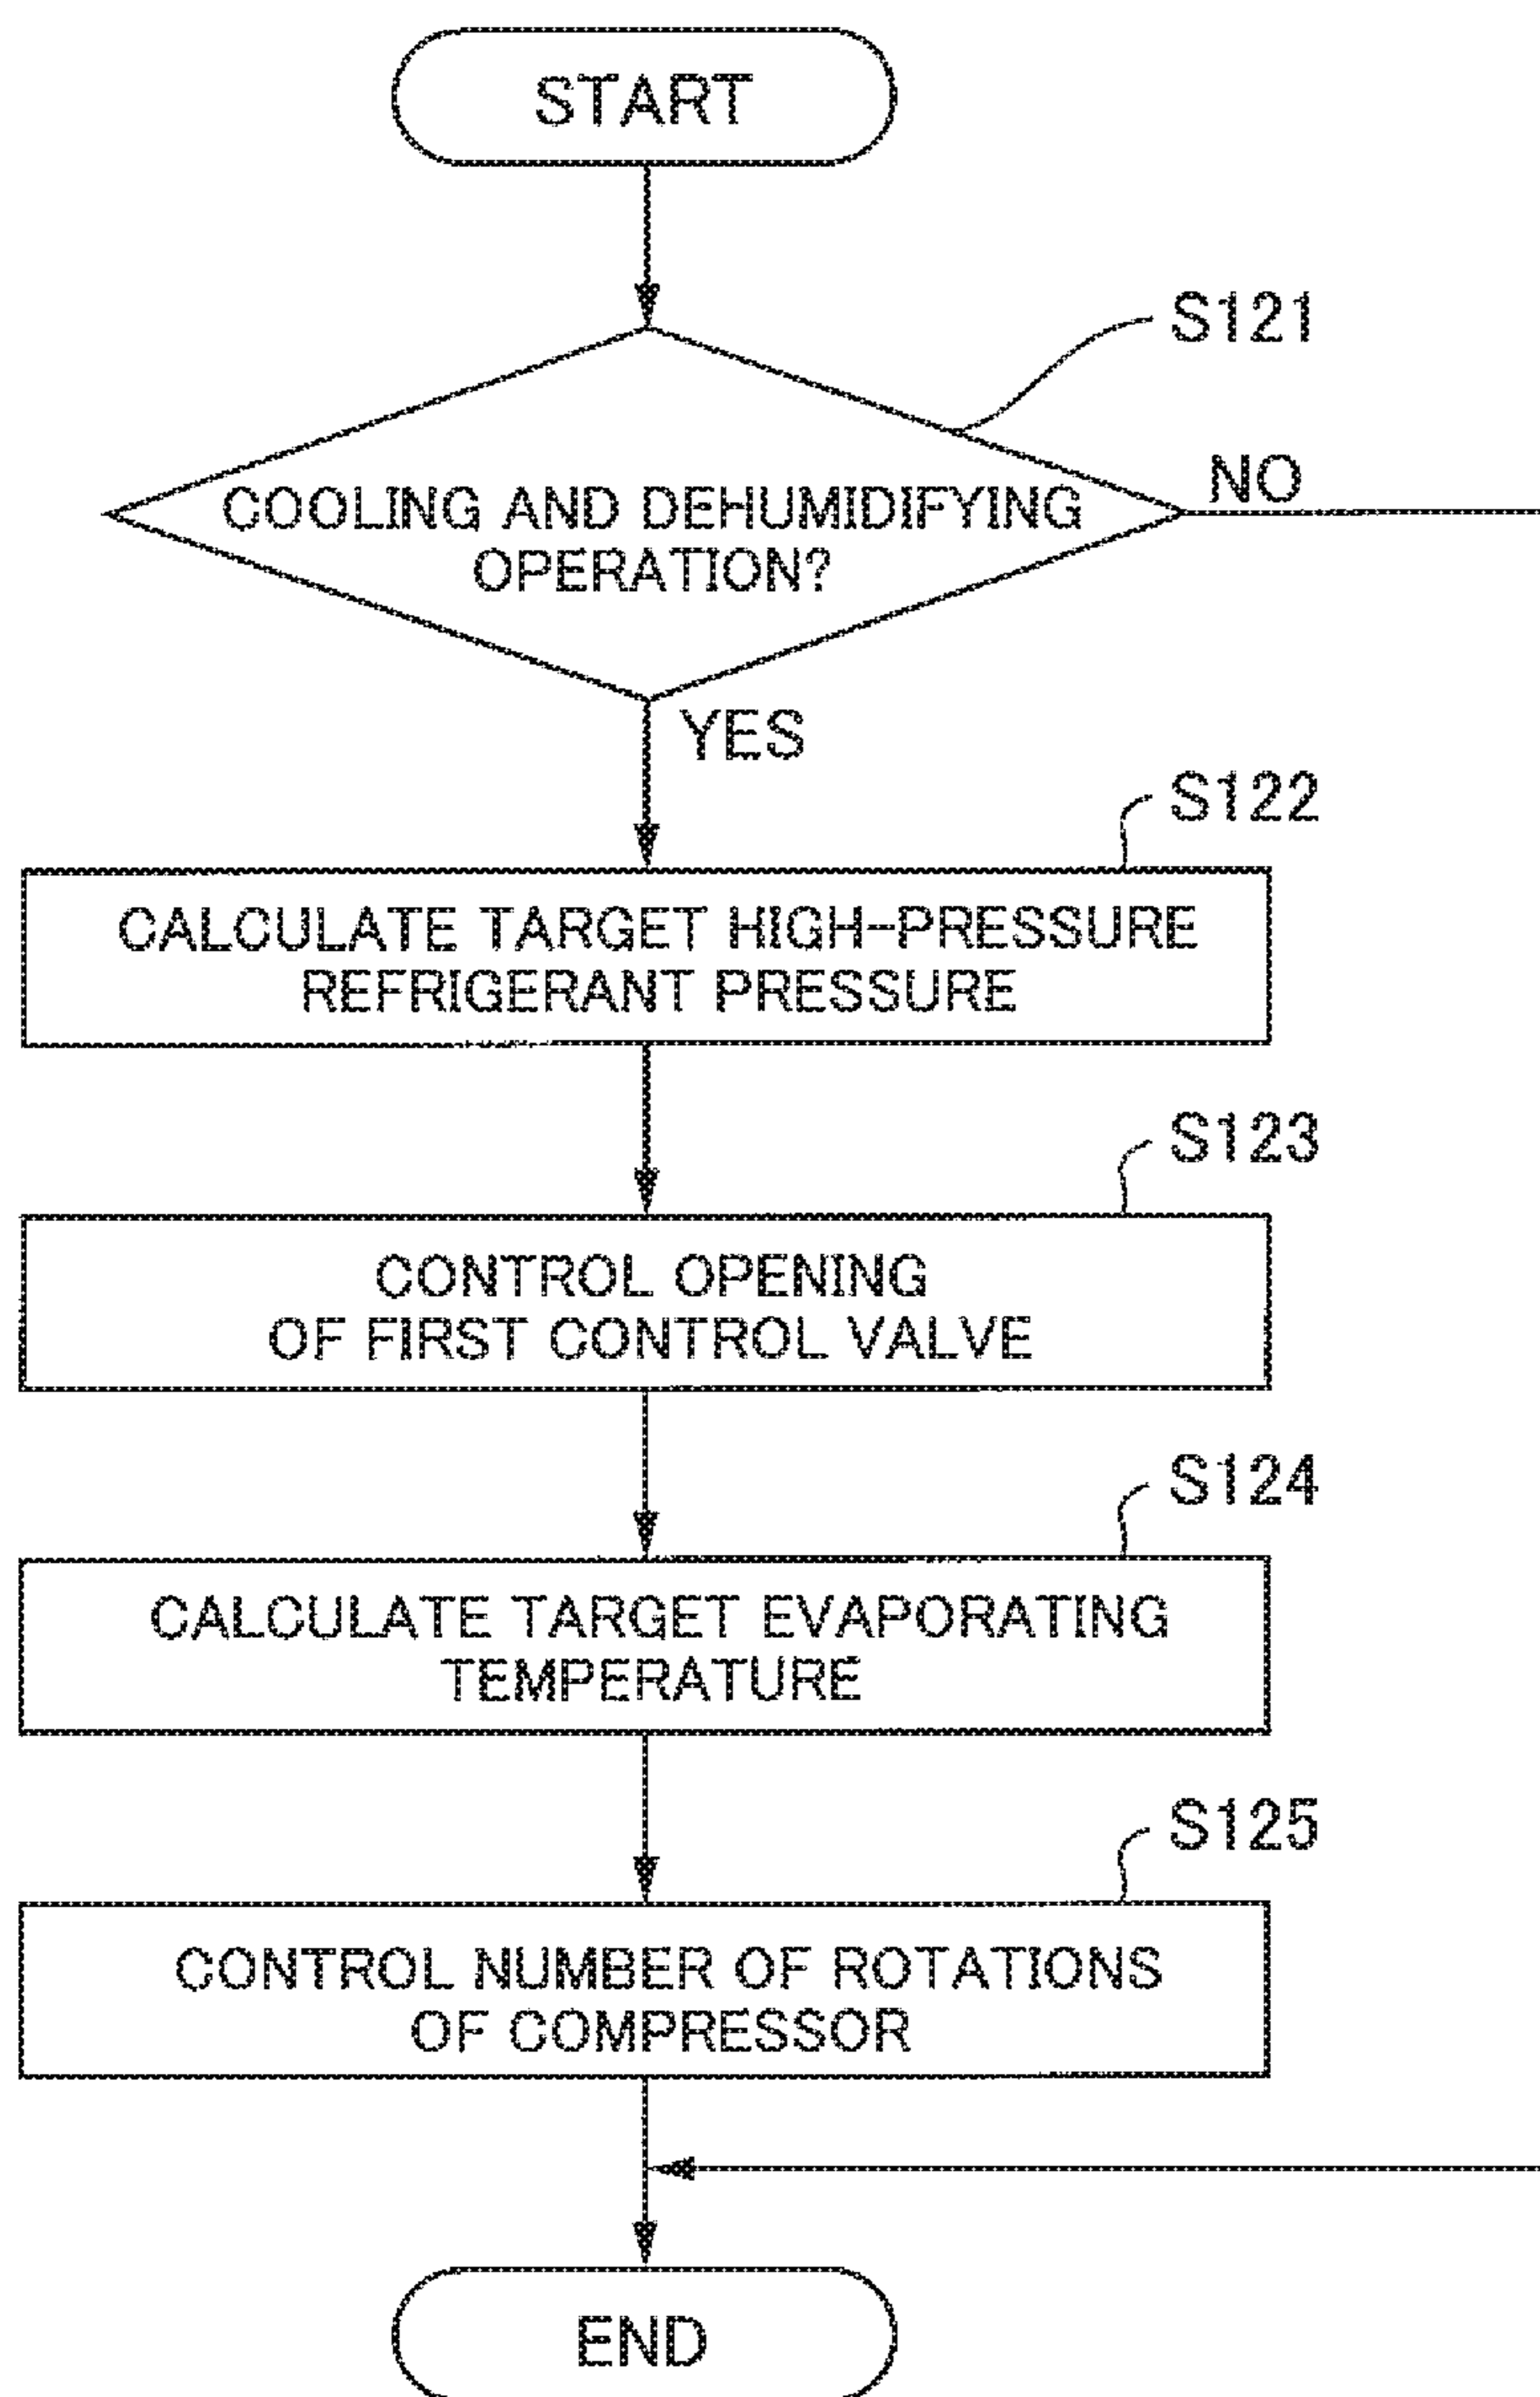 START
S121
COOLING AND DEHUMIDIFYING
OPERATION?
NO
YES
S122
CALCULATE TARGET HIGH-PRESSURE
REFRIGERANT PRESSURE
S123
CONTROL OPENING
OF FIRST CONTROL VALVE
S124
CALCULATE TARGET EVAPORATING
TEMPERATURE
S125
CONTROL NUMBER OF ROTATIONS
OF COMPRESSOR
END